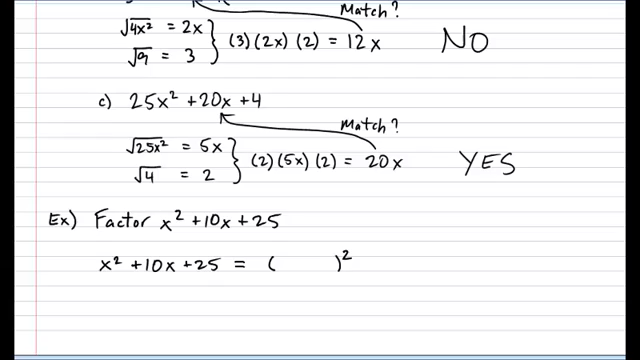 Match?
√4x² = 2x
√9 = 3 } (3)(2x)(2) = 12x NO
c) 25x² + 20x + 4
Match?
√25x² = 5x
√4 = 2 } (2)(5x)(2) = 20x YES
Ex) Factor x² + 10x + 25
x² + 10x + 25 = ( )²